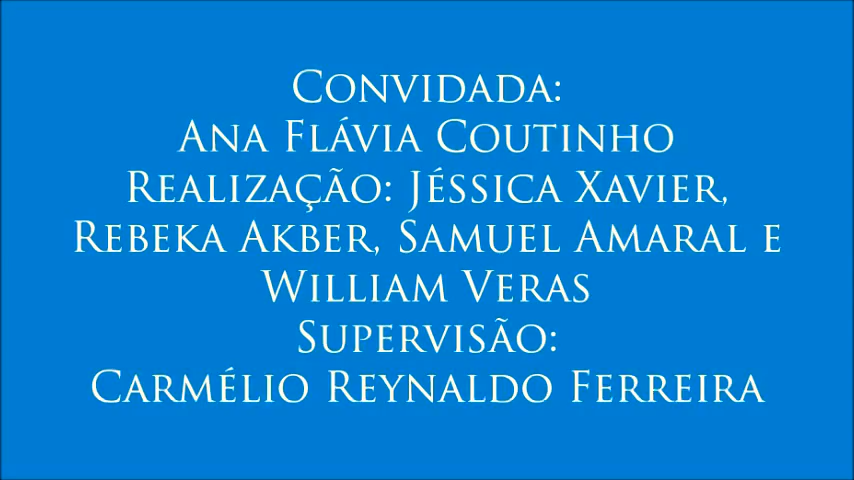 Convidada:
Ana Flávia Coutinho
Realização: Jéssica Xavier,
Rebeka Akber, Samuel Amaral e
William Veras
Supervisão:
Carmélio Reynaldo Ferreira